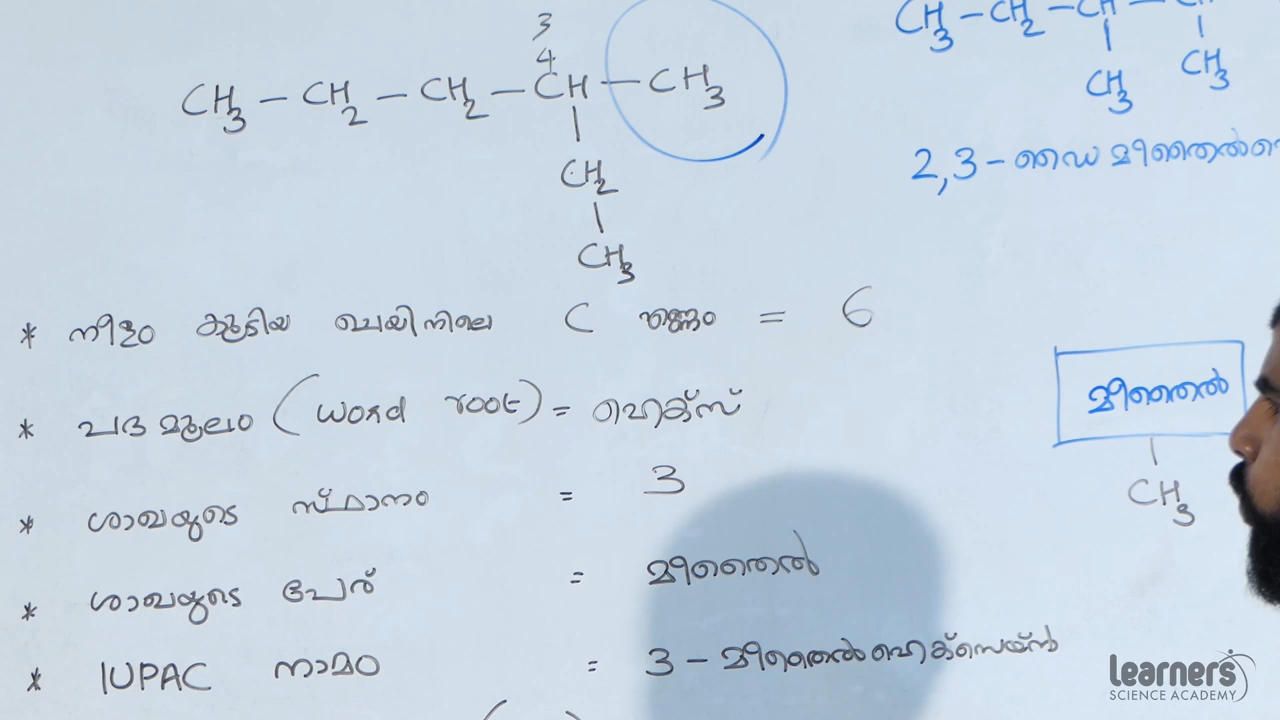 3
4
CH₃ – CH₂ – CH₂ – CH – CH₃
CH₂
CH₃
CH₃ – CH₂ – CH – CH
CH₃ CH₃
2,3 – ഡൈ മീതൈൽ
* നീളം കൂടിയ ചെയിനിലെ C എണ്ണം = 6
* പദമൂലം (word root) = ഹെക്സ്
* ശാഖയുടെ സ്ഥാനം = 3
* ശാഖയുടെ പേര് = മീതൈൽ
* IUPAC നാമം = 3 – മീതൈൽഹെക്സെയ്ൻ
മീതൈൽ
CH₃
learners
SCIENCE ACADEMY